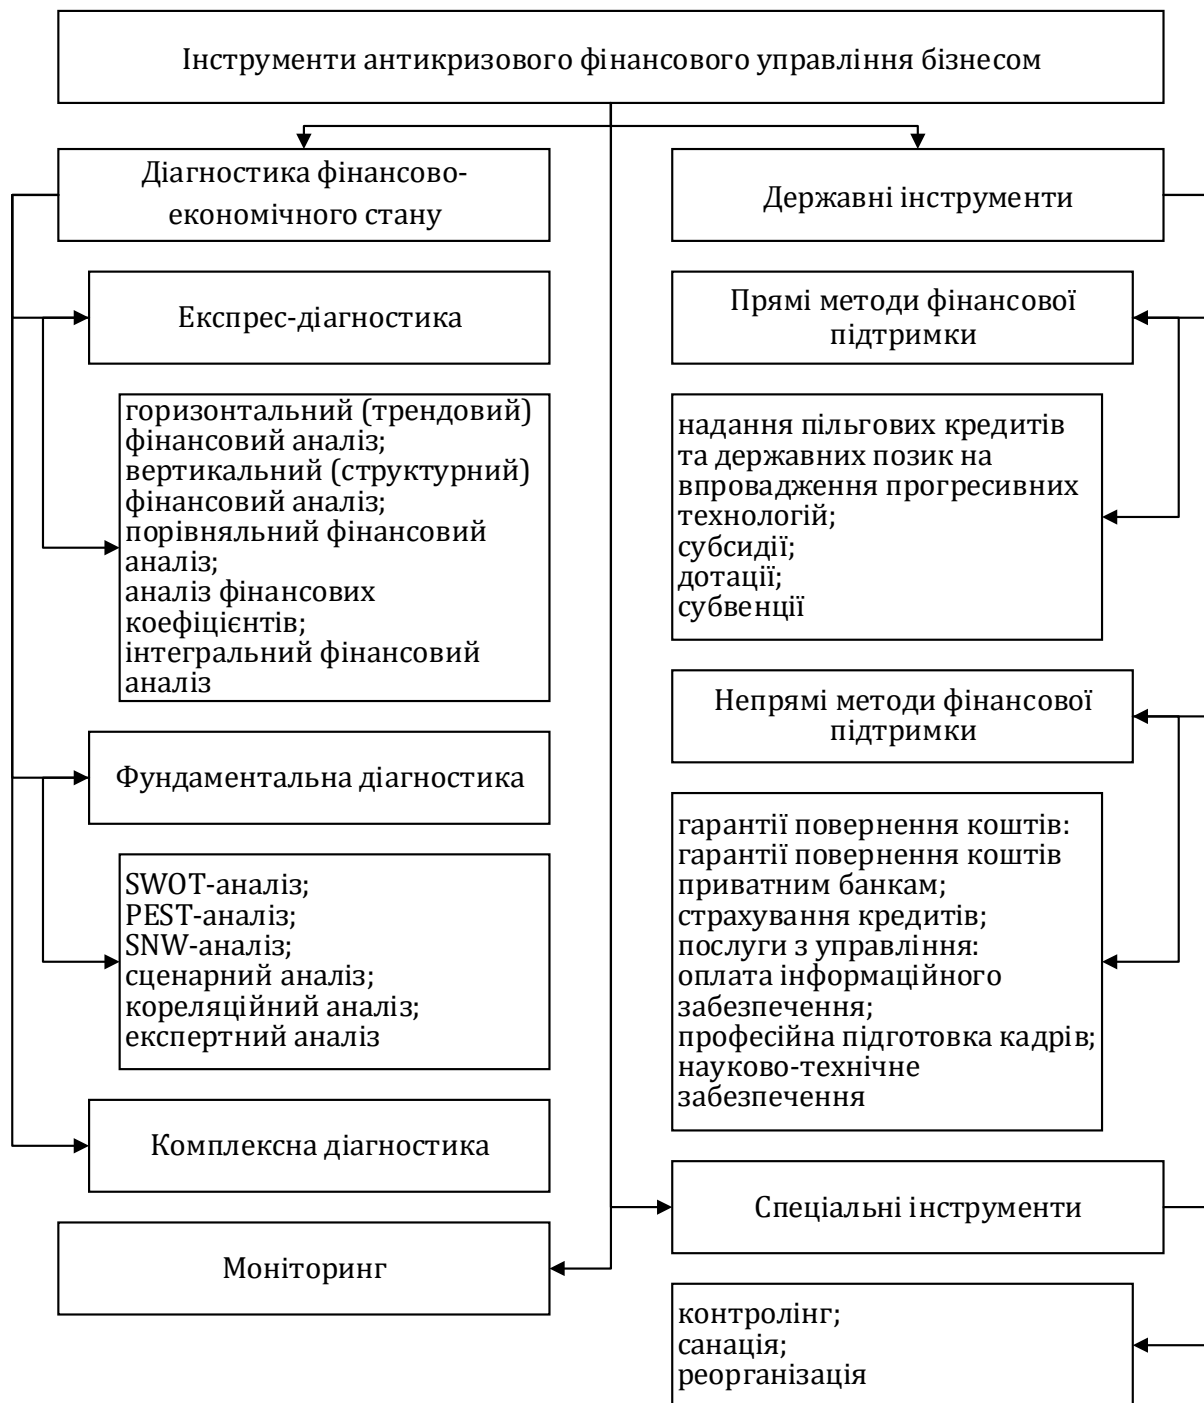 Інструменти антикризового фінансового управління бізнесом
Діагностика фінансово-
економічного стану
Експрес-діагностика
горизонтальний (трендовий)
фінансовий аналіз;
вертикальний (структурний)
фінансовий аналіз;
порівняльний фінансовий
аналіз;
аналіз фінансових
коефіцієнтів;
інтегральний фінансовий
аналіз
Фундаментальна діагностика
SWOT-аналіз;
PEST-аналіз;
SNW-аналіз;
сценарний аналіз;
кореляційний аналіз;
експертний аналіз
Комплексна діагностика
Моніторинг
Державні інструменти
Прямі методи фінансової
підтримки
надання пільгових кредитів
та державних позик на
впровадження прогресивних
технологій;
субсидії;
дотації;
субвенції
Непрямі методи фінансової
підтримки
гарантії повернення коштів:
гарантії повернення коштів
приватним банкам;
страхування кредитів;
послуги з управління:
оплата інформаційного
забезпечення;
професійна підготовка кадрів;
науково-технічне
забезпечення
Спеціальні інструменти
контролінг;
санація;
реорганізація